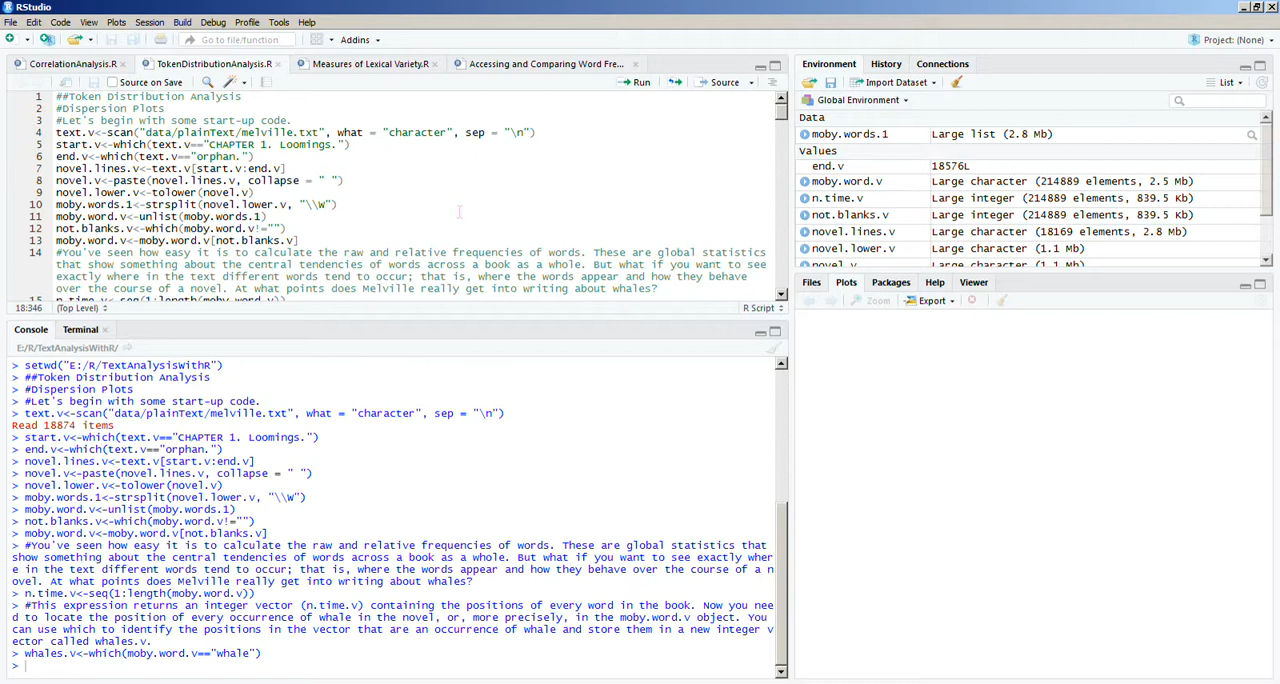 RStudio
File Edit Code View Plots Session Build Debug Profile Tools Help
Go to file/function Addins Project: (None)
CorrelationAnalysis.R TokenDistributionAnalysis.R Measures of Lexical Variety.R Accessing and Comparing Word Fre...
Source on Save Run Source
1 ##Token Distribution Analysis
2 #Dispersion Plots
3 #Let's begin with some start-up code.
4 text.v<-scan("data/plainText/melville.txt", what = "character", sep = "\n")
5 start.v<-which(text.v=="CHAPTER 1. Loomings.")
6 end.v<-which(text.v=="orphan.")
7 novel.lines.v<-text.v[start.v:end.v]
8 novel.v<-paste(novel.lines.v, collapse = " ")
9 novel.lower.v<-tolower(novel.v)
10 moby.words.1<-strsplit(novel.lower.v, "\\W")
11 moby.word.v<-unlist(moby.words.1)
12 not.blanks.v<-which(moby.word.v!="")
13 moby.word.v<-moby.word.v[not.blanks.v]
14 #You've seen how easy it is to calculate the raw and relative frequencies of words. These are global statistics
that show something about the central tendencies of words across a book as a whole. But what if you want to see
exactly where in the text different words tend to occur; that is, where the words appear and how they behave
over the course of a novel. At what points does Melville really get into writing about whales?
15 n.time.v<-seq(1:length(moby.word.v))
18:346 (Top Level) R Script
Console Terminal
E:/R/TextAnalysisWithR/
> setwd("E:/R/TextAnalysisWithR")
> ##Token Distribution Analysis
> #Dispersion Plots
> #Let's begin with some start-up code.
> text.v<-scan("data/plainText/melville.txt", what = "character", sep = "\n")
Read 18874 items
> start.v<-which(text.v=="CHAPTER 1. Loomings.")
> end.v<-which(text.v=="orphan.")
> novel.lines.v<-text.v[start.v:end.v]
> novel.v<-paste(novel.lines.v, collapse = " ")
> novel.lower.v<-tolower(novel.v)
> moby.words.1<-strsplit(novel.lower.v, "\\W")
> moby.word.v<-unlist(moby.words.1)
> not.blanks.v<-which(moby.word.v!="")
> moby.word.v<-moby.word.v[not.blanks.v]
> #You've seen how easy it is to calculate the raw and relative frequencies of words. These are global statistics that
show something about the central tendencies of words across a book as a whole. But what if you want to see exactly wher
e in the text different words tend to occur; that is, where the words appear and how they behave over the course of a n
ovel. At what points does Melville really get into writing about whales?
> n.time.v<-seq(1:length(moby.word.v))
> #This expression returns an integer vector (n.time.v) containing the positions of every word in the book. Now you nee
d to locate the position of every occurrence of whale in the novel, or, more precisely, in the moby.word.v object. You
can use which to identify the positions in the vector that are an occurrence of whale and store them in a new integer v
ector called whales.v.
> whales.v<-which(moby.word.v=="whale")
>
Environment History Connections
Import Dataset List
Global Environment
Data
moby.words.1 Large list (2.8 Mb)
Values
end.v 18576L
moby.word.v Large character (214889 elements, 2.5 Mb)
n.time.v Large integer (214889 elements, 839.5 Kb)
not.blanks.v Large integer (214889 elements, 839.5 Kb)
novel.lines.v Large character (18169 elements, 2.8 Mb)
novel.lower.v Large character (1.1 Mb)
novel.v Large character (1.1 Mb)
Files Plots Packages Help Viewer
Zoom Export